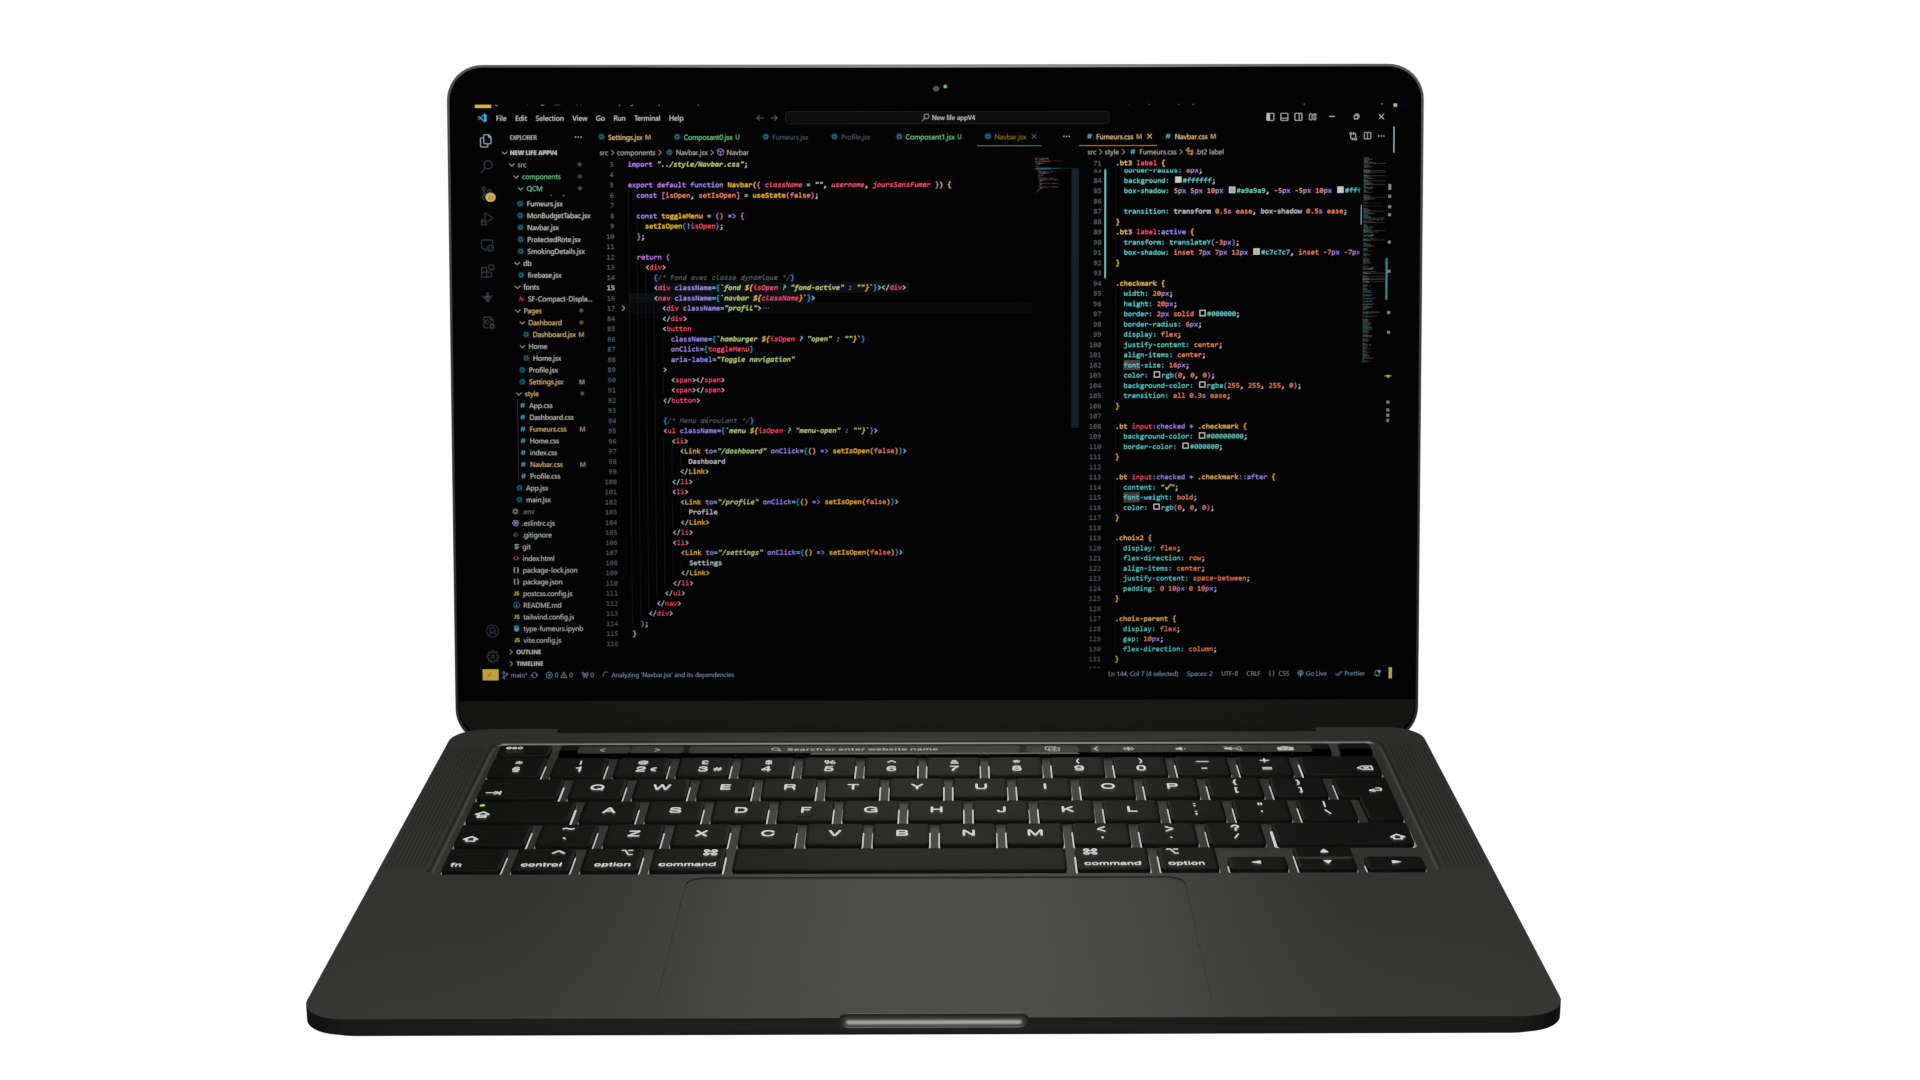 File Edit Selection View Go Run Terminal Help
New life appV4
EXPLORER
NEW LIFE APPV4
src
components
QCM
Fumeurs.jsx
MonBudgetTabac.jsx
Navbar.jsx
ProtectedRote.jsx
SmokingDetails.jsx
db
firebase.jsx
fonts
SF-Compact-Displa...
Pages
Dashboard
Dashboard.jsx M
Home
Home.jsx
Profile.jsx
Settings.jsx M
style
App.css
Dashboard.css
Fumeurs.css M
Home.css
index.css
Navbar.css M
Profile.css
App.jsx
main.jsx
.env
.eslintrc.cjs
.gitignore
git
index.html
package-lock.json
package.json
postcss.config.js
README.md
tailwind.config.js
type-fumeurs.ipynb
vite.config.js
OUTLINE
TIMELINE
Settings.jsx M Composant0.jsx U Fumeurs.jsx Profile.jsx Composant1.jsx U Navbar.jsx
src > components > Navbar.jsx > Navbar
3 import "../style/Navbar.css";
4
5 export default function Navbar({ className = "", username, joursSansFumer }) {
6 const [isOpen, setIsOpen] = useState(false);
7
8 const toggleMenu = () => {
9 setIsOpen(!isOpen);
10 };
11
12 return (
13 <div>
14 {/* Fond avec classe dynamique */}
15 <div className={`fond ${isOpen ? "fond-active" : ""}`}></div>
16 <nav className={`navbar ${className}`}>
17 <div className="profil">...
84 </div>
85 <button
86 className={`hamburger ${isOpen ? "open" : ""}`}
87 onClick={toggleMenu}
88 aria-label="Toggle navigation"
89 >
90 <span></span>
91 <span></span>
92 </button>
93
94 {/* Menu déroulant */}
95 <ul className={`menu ${isOpen ? "menu-open" : ""}`}>
96 <li>
97 <Link to="/dashboard" onClick={() => setIsOpen(false)}>
98 Dashboard
99 </Link>
100 </li>
101 <li>
102 <Link to="/profile" onClick={() => setIsOpen(false)}>
103 Profile
104 </Link>
105 </li>
106 <li>
107 <Link to="/settings" onClick={() => setIsOpen(false)}>
108 Settings
109 </Link>
110 </li>
111 </ul>
112 </nav>
113 </div>
114 );
115 }
116
Fumeurs.css M Navbar.css M
src > style > # Fumeurs.css > .bt2 label
71 .bt3 label {
83 border-radius: 8px;
84 background: #ffffff;
85 box-shadow: 5px 5px 10px #a9a9a9, -5px -5px 10px #fff
86
87 transition: transform 0.5s ease, box-shadow 0.5s ease;
88 }
89 .bt3 label:active {
90 transform: translateY(-3px);
91 box-shadow: inset 7px 7px 12px #c7c7c7, inset -7px -7px
92 }
93
94 .checkmark {
95 width: 20px;
96 height: 20px;
97 border: 2px solid #000000;
98 border-radius: 6px;
99 display: flex;
100 justify-content: center;
101 align-items: center;
102 font-size: 16px;
103 color: rgb(0, 0, 0);
104 background-color: rgba(255, 255, 255, 0);
105 transition: all 0.3s ease;
106 }
107
108 .bt input:checked + .checkmark {
109 background-color: #00000000;
110 border-color: #000000;
111 }
112
113 .bt input:checked + .checkmark::after {
114 content: "✔";
115 font-weight: bold;
116 color: rgb(0, 0, 0);
117 }
118
119 .choix2 {
120 display: flex;
121 flex-direction: row;
122 align-items: center;
123 justify-content: space-between;
124 padding: 0 10px 0 10px;
125 }
126
127 .choix-parent {
128 display: flex;
129 gap: 10px;
130 flex-direction: column;
131 }
main* 0 0 0 Analyzing 'Navbar.jsx' and its dependencies
Ln 144, Col 7 (4 selected) Spaces: 2 UTF-8 CRLF {} CSS Go Live Prettier
esc < > Search or enter website name
1 2 3 4 5 6 7 8 9 0
Q W E R T Y U I O P
A S D F G H J K L
Z X C V B N M
fn control option command command option